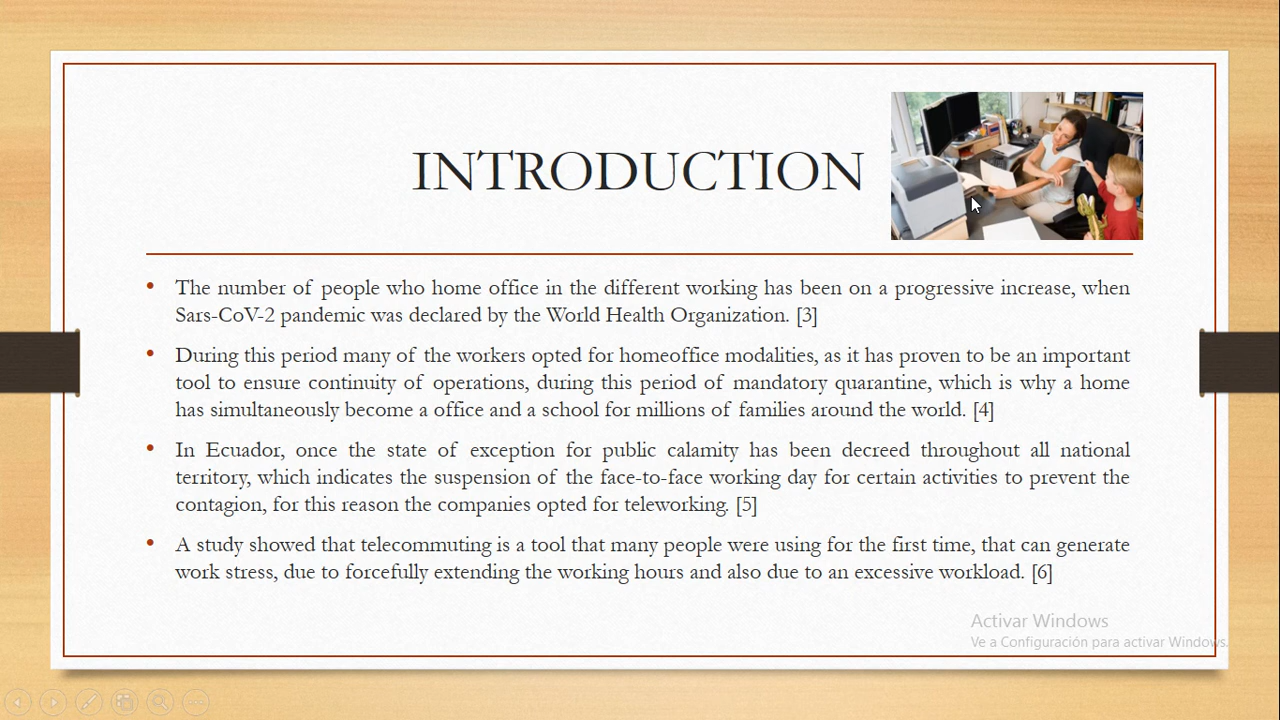 INTRODUCTION
• The number of people who home office in the different working has been on a progressive increase, when
Sars-CoV-2 pandemic was declared by the World Health Organization. [3]
• During this period many of the workers opted for homeoffice modalities, as it has proven to be an important
tool to ensure continuity of operations, during this period of mandatory quarantine, which is why a home
has simultaneously become a office and a school for millions of families around the world. [4]
• In Ecuador, once the state of exception for public calamity has been decreed throughout all national
territory, which indicates the suspension of the face-to-face working day for certain activities to prevent the
contagion, for this reason the companies opted for teleworking. [5]
• A study showed that telecommuting is a tool that many people were using for the first time, that can generate
work stress, due to forcefully extending the working hours and also due to an excessive workload. [6]
Activar Windows
Ve a Configuración para activar Windows.